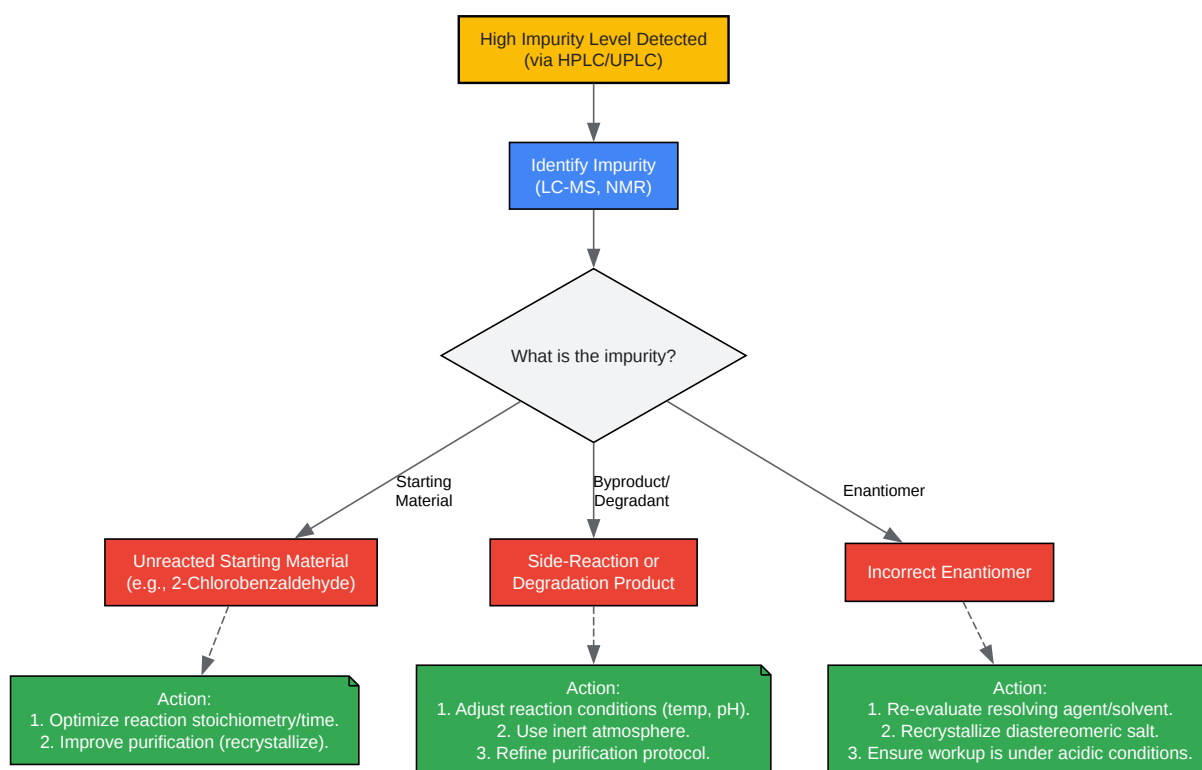 High Impurity Level Detected
(via HPLC/UPLC)
Identify Impurity
(LC-MS, NMR)
What is the impurity?
Starting
Material
Byproduct/
Degradant
Enantiomer
Unreacted Starting Material
(e.g., 2-Chlorobenzaldehyde)
Side-Reaction or
Degradation Product
Incorrect Enantiomer
Action:
1. Optimize reaction stoichiometry/time.
2. Improve purification (recrystallize).
Action:
1. Adjust reaction conditions (temp, pH).
2. Use inert atmosphere.
3. Refine purification protocol.
Action:
1. Re-evaluate resolving agent/solvent.
2. Recrystallize diastereomeric salt.
3. Ensure workup is under acidic conditions.